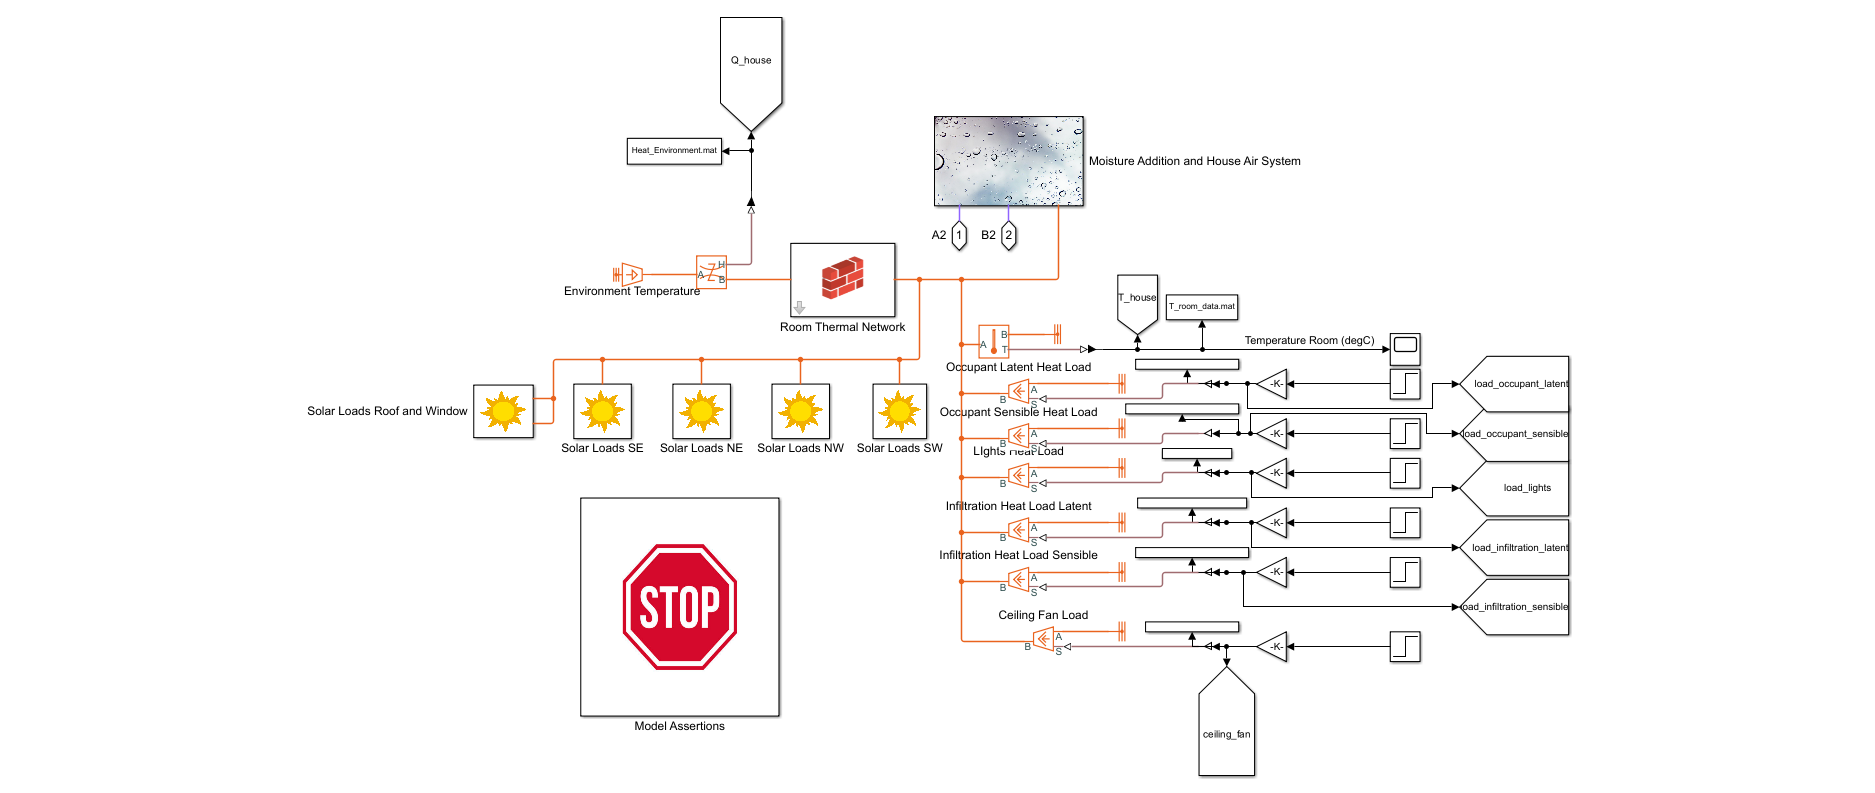 Q_house
Heat_Environment.mat
Moisture Addition and House Air System
A2
1
B2
2
H
A
B
Environment Temperature
Room Thermal Network
T_house
T_room_data.mat
B
A
T
Temperature Room (degC)
Occupant Latent Heat Load
A
B
S
-K-
load_occupant_latent
Solar Loads Roof and Window
Occupant Sensible Heat Load
A
B
S
-K-
load_occupant_sensible
Solar Loads SE
Solar Loads NE
Solar Loads NW
Solar Loads SW
LIghts Heat Load
A
B
S
-K-
load_lights
Infiltration Heat Load Latent
A
B
S
-K-
load_infiltration_latent
Infiltration Heat Load Sensible
A
B
S
-K-
load_infiltration_sensible
STOP
Ceiling Fan Load
A
B
S
-K-
Model Assertions
ceiling_fan